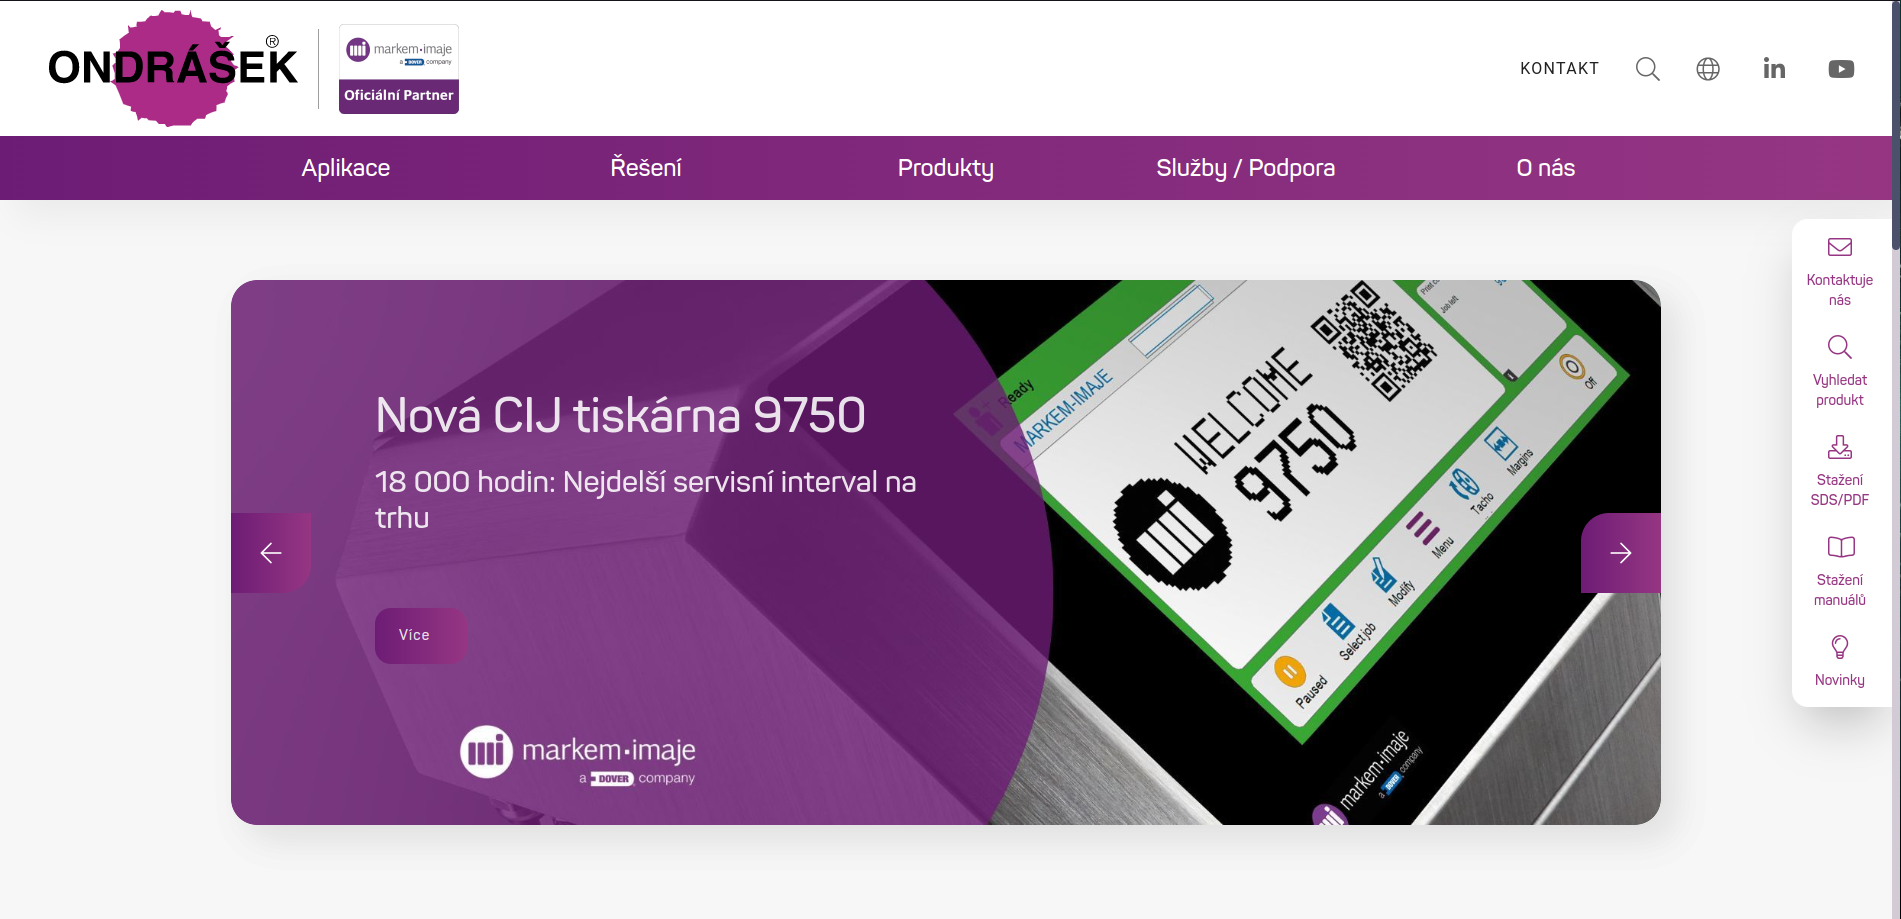 ONDRÁŠEK®
markem·imaje
a DOVER company
Oficiální Partner
KONTAKT
Aplikace
Řešení
Produkty
Služby / Podpora
O nás
Nová CIJ tiskárna 9750
18 000 hodin: Nejdelší servisní interval na
trhu
Více
markem·imaje
a DOVER company
Ready
MARKEM-IMAJE
WELCOME
9750
Job left
Off
Margins
Tacho
Menu
Modify
Select job
Paused
markem·imaje
a DOVER company
Kontaktuje
nás
Vyhledat
produkt
Stažení
SDS/PDF
Stažení
manuálů
Novinky